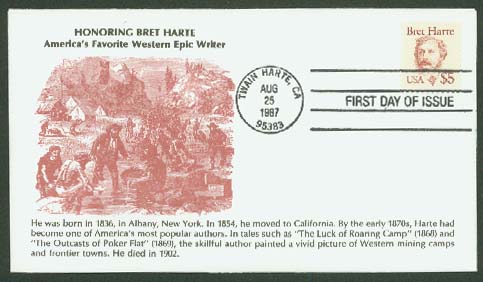 HONORING BRET HARTE
America's Favorite Western Epic Writer
Bret Harte
USA $5
TWAIN HARTE, CA
AUG
25
1987
95383
FIRST DAY OF ISSUE
He was born in 1836, in Albany, New York. In 1854, he moved to California. By the early 1870s, Harte had
become one of America's most popular authors. In tales such as "The Luck of Roaring Camp" (1868) and
"The Outcasts of Poker Flat" (1869), the skillful author painted a vivid picture of Western mining camps
and frontier towns. He died in 1902.